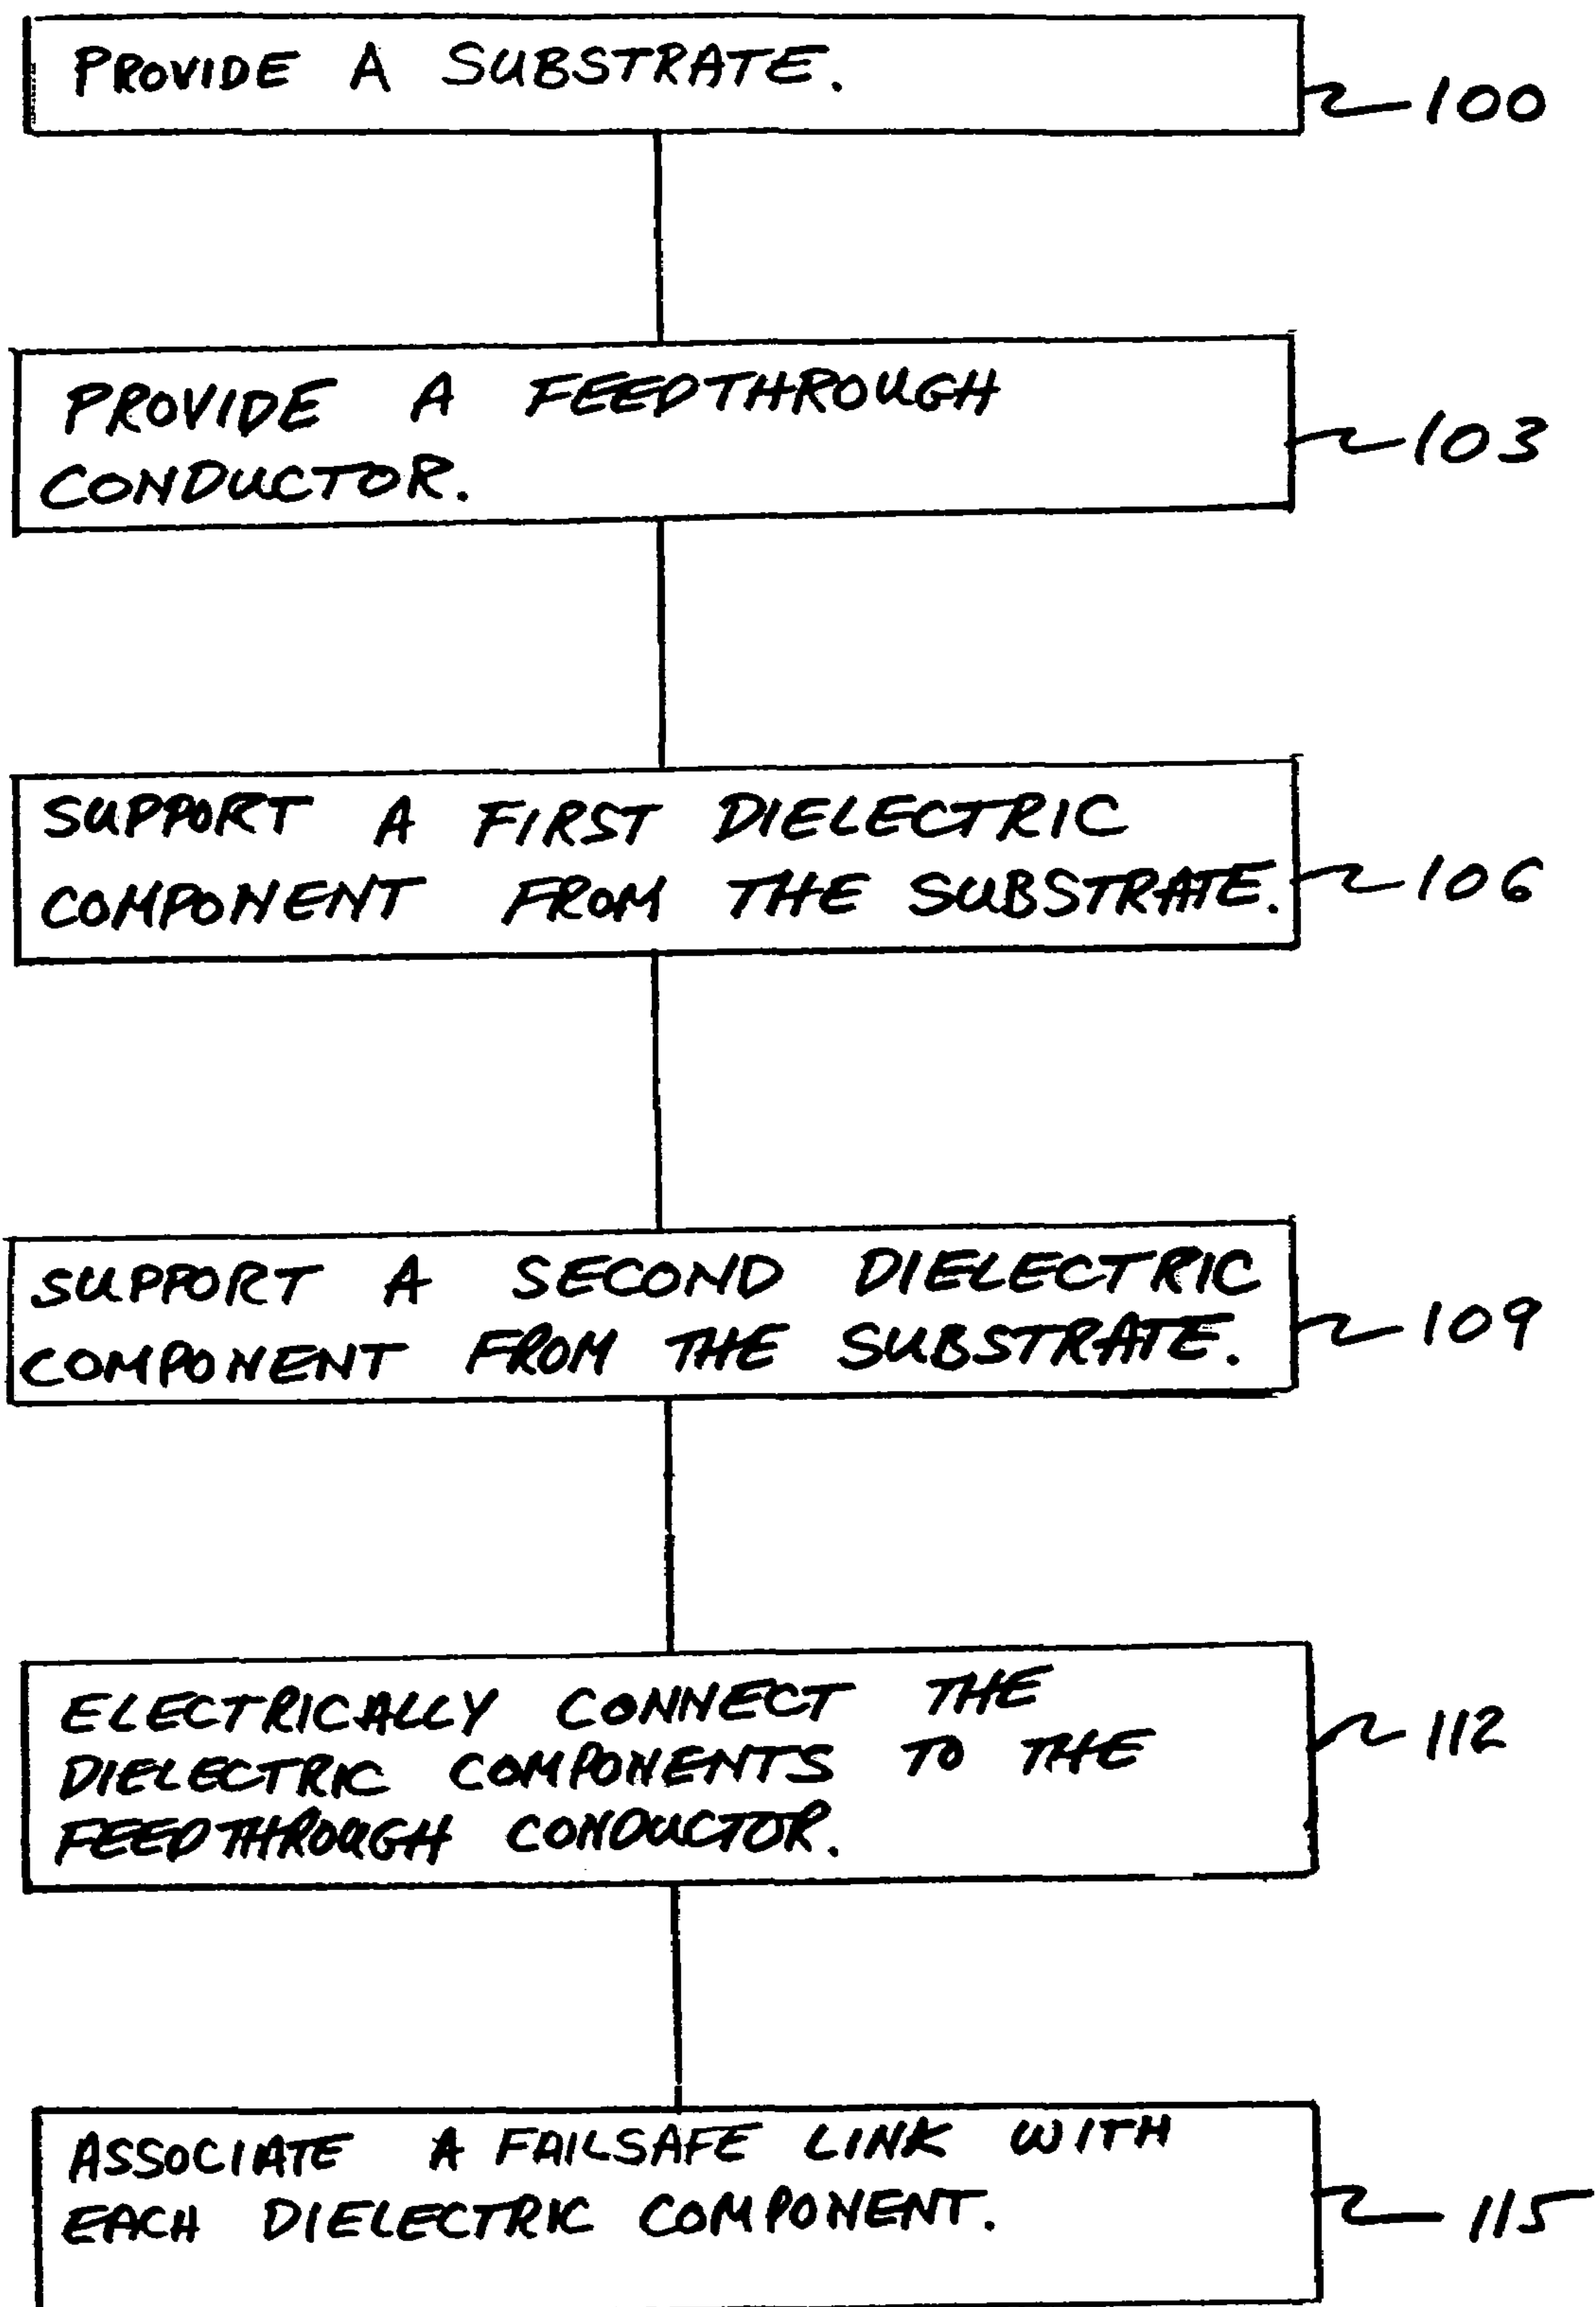 PROVIDE A SUBSTRATE.
100
PROVIDE A FEEDTHROUGH
CONDUCTOR.
103
SUPPORT A FIRST DIELECTRIC
COMPONENT FROM THE SUBSTRATE.
106
SUPPORT A SECOND DIELECTRIC
COMPONENT FROM THE SUBSTRATE.
109
ELECTRICALLY CONNECT THE
DIELECTRIC COMPONENTS TO THE
FEEDTHROUGH CONDUCTOR.
112
ASSOCIATE A FAILSAFE LINK WITH
EACH DIELECTRIC COMPONENT.
115